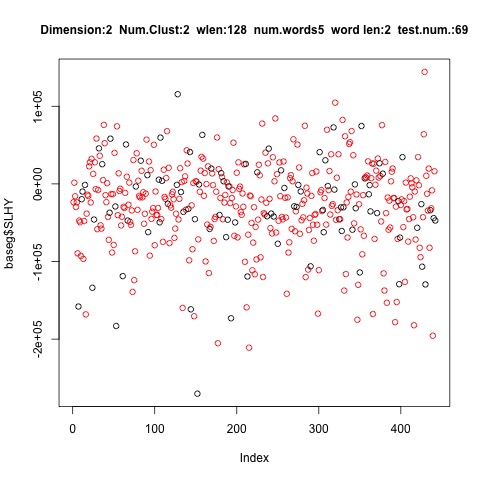 Dimension:2 Num.Clust:2 wlen:128 num.words5 word len:2 test.num.:69
baseg$SLHY
1e+05
0e+00
-1e+05
-2e+05
0 100 200 300 400
Index